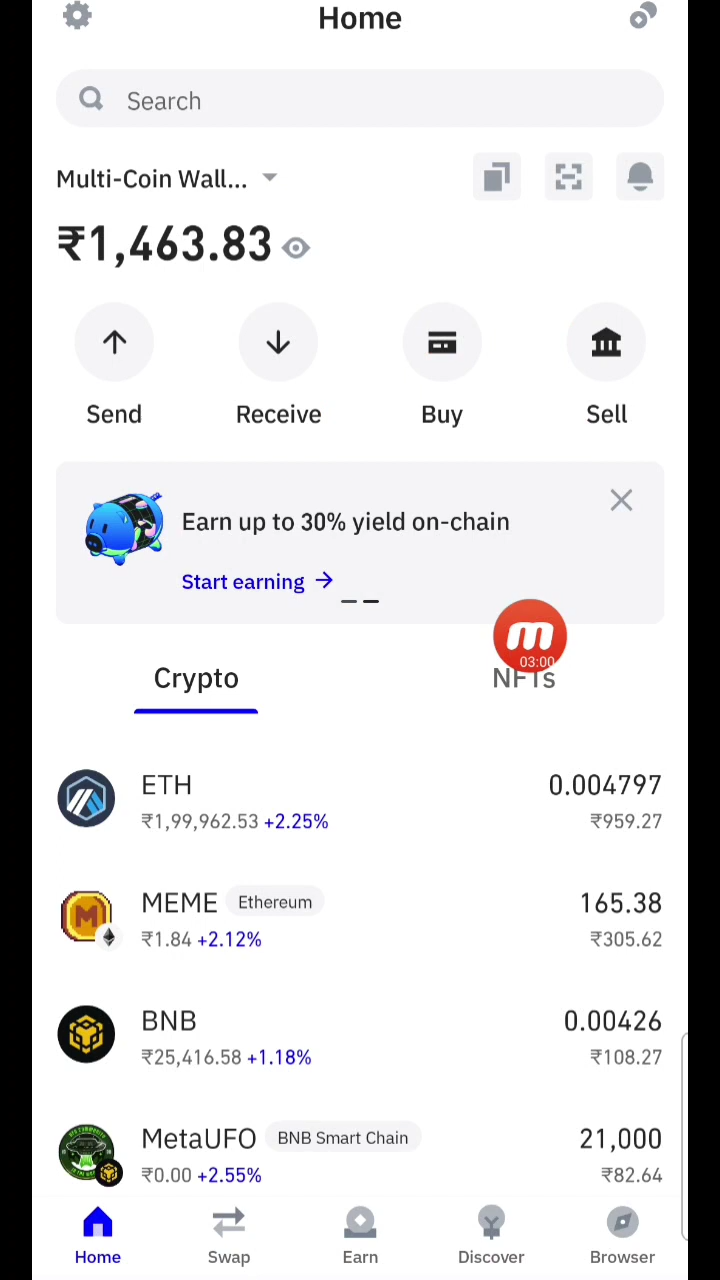 Home
Search
Multi-Coin Wall...
₹1,463.83
Send Receive Buy Sell
Earn up to 30% yield on-chain
Start earning →
03:00
Crypto NFTs
ETH 0.004797
₹1,99,962.53 +2.25% ₹959.27
MEME Ethereum 165.38
₹1.84 +2.12% ₹305.62
BNB 0.00426
₹25,416.58 +1.18% ₹108.27
MetaUFO BNB Smart Chain 21,000
₹0.00 +2.55% ₹82.64
Home Swap Earn Discover Browser